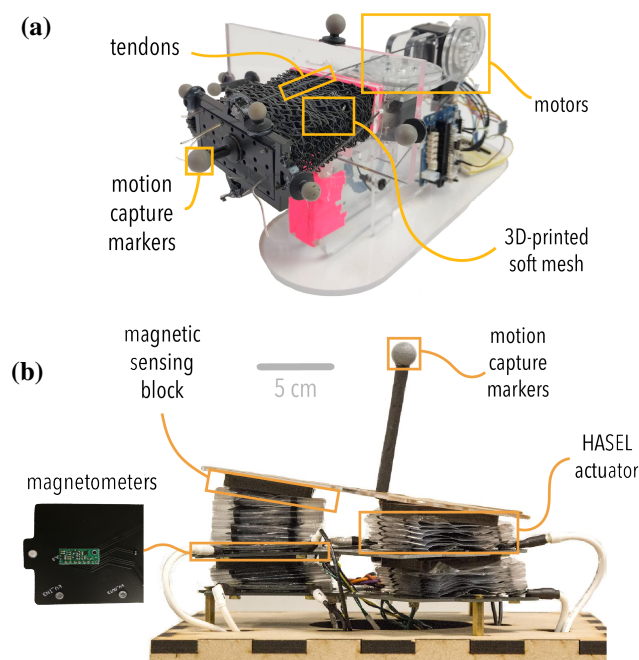 (a)
tendons
motors
motion
capture
markers
3D-printed
soft mesh
magnetic
sensing
block
motion
capture
markers
(b)
5 cm
HASEL
actuator
magnetometers